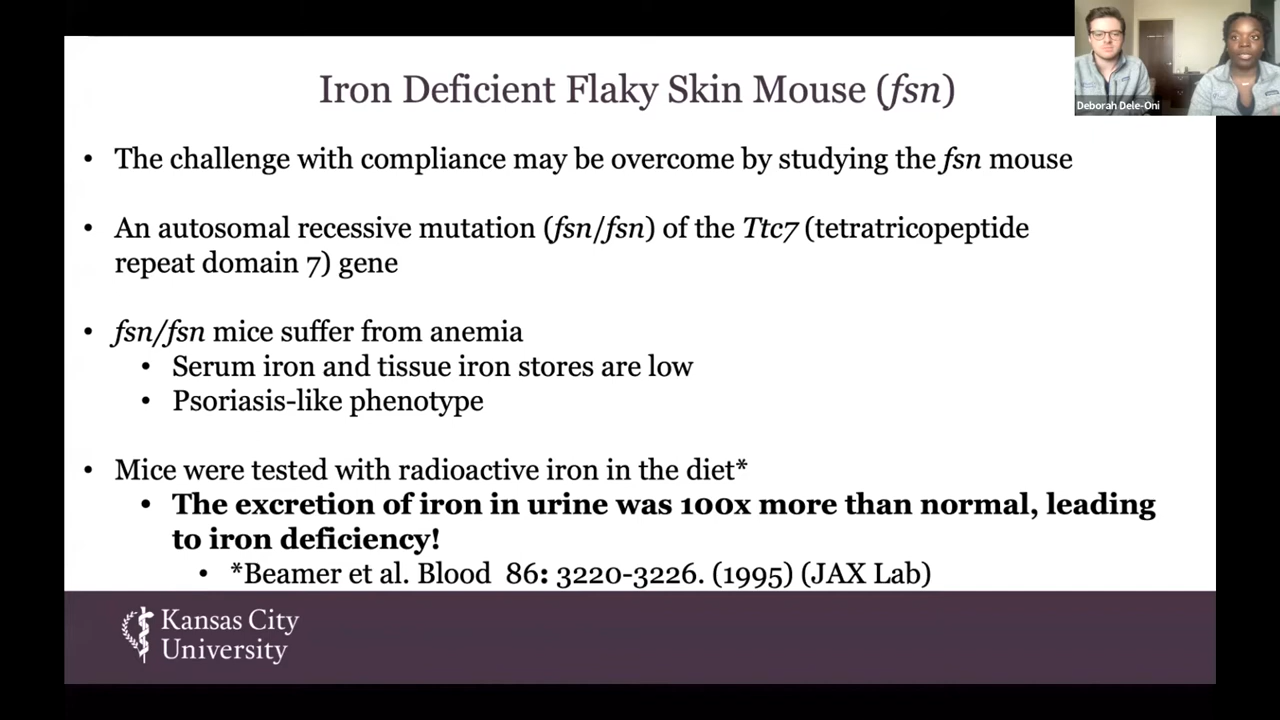 Iron Deficient Flaky Skin Mouse (fsn)
Deborah Dele-Oni
• The challenge with compliance may be overcome by studying the fsn mouse
• An autosomal recessive mutation (fsn/fsn) of the Ttc7 (tetratricopeptide
repeat domain 7) gene
• fsn/fsn mice suffer from anemia
• Serum iron and tissue iron stores are low
• Psoriasis-like phenotype
• Mice were tested with radioactive iron in the diet*
• The excretion of iron in urine was 100x more than normal, leading
to iron deficiency!
• *Beamer et al. Blood 86: 3220-3226. (1995) (JAX Lab)
Kansas City
University